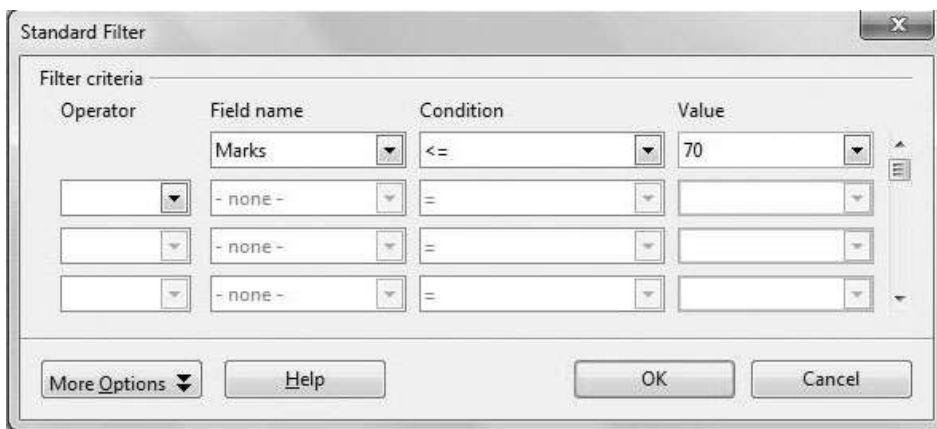 Standard Filter
X
Filter criteria
Operator Field name Condition Value
Marks <= 70
- none - =
- none - =
- none - =
More Options Help OK Cancel